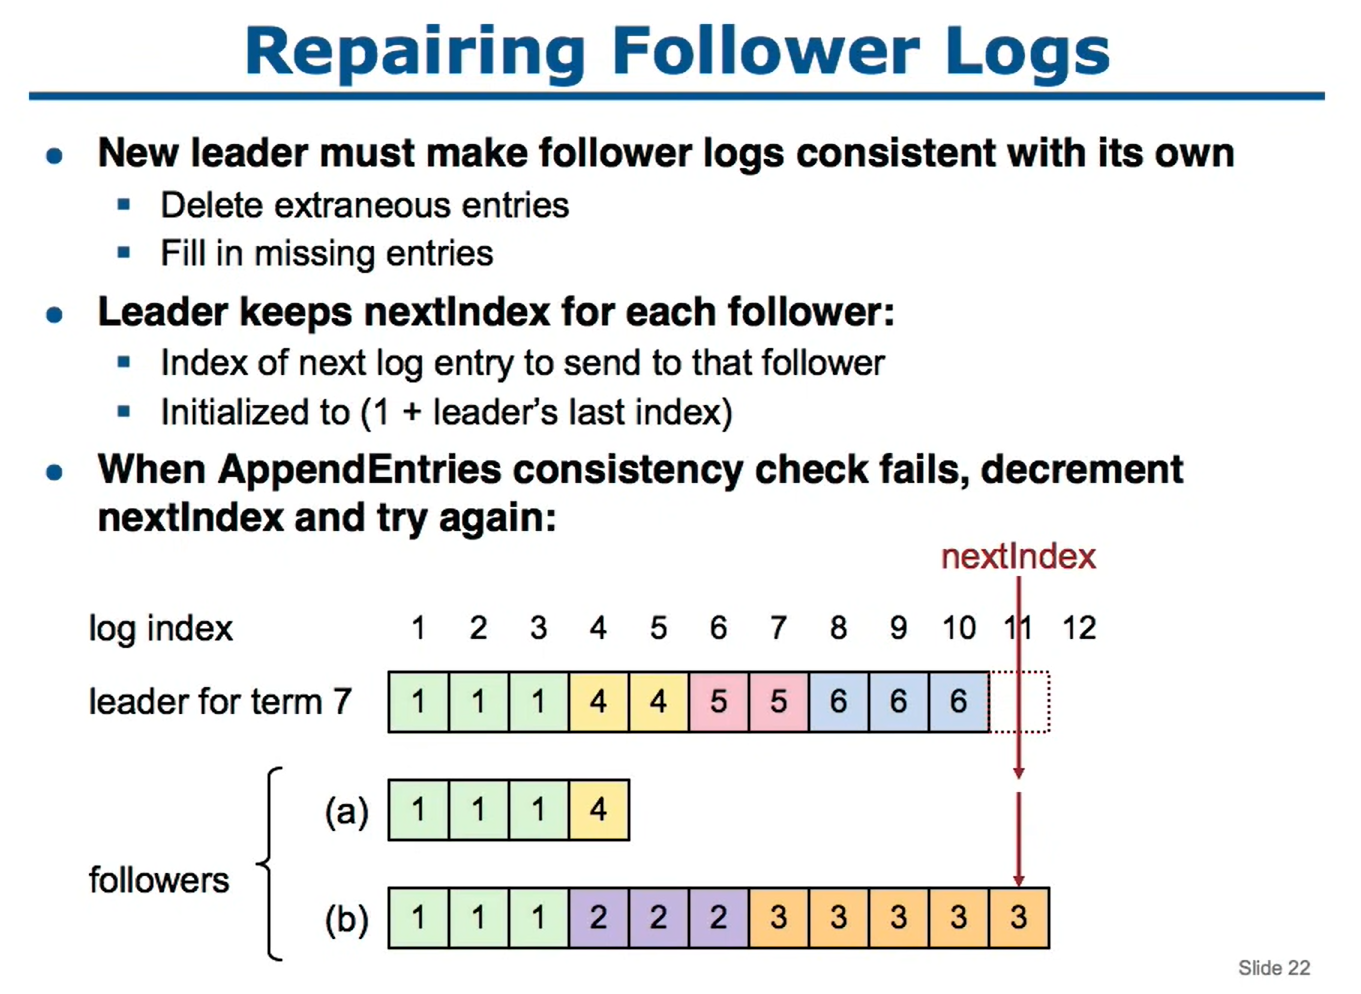 Repairing Follower Logs
● New leader must make follower logs consistent with its own
▪ Delete extraneous entries
▪ Fill in missing entries
● Leader keeps nextIndex for each follower:
▪ Index of next log entry to send to that follower
▪ Initialized to (1 + leader’s last index)
● When AppendEntries consistency check fails, decrement
nextIndex and try again:
nextIndex
log index 1 2 3 4 5 6 7 8 9 10 11 12
leader for term 7 1 1 1 4 4 5 5 6 6 6
(a) 1 1 1 4
followers
(b) 1 1 1 2 2 2 3 3 3 3 3
Slide 22